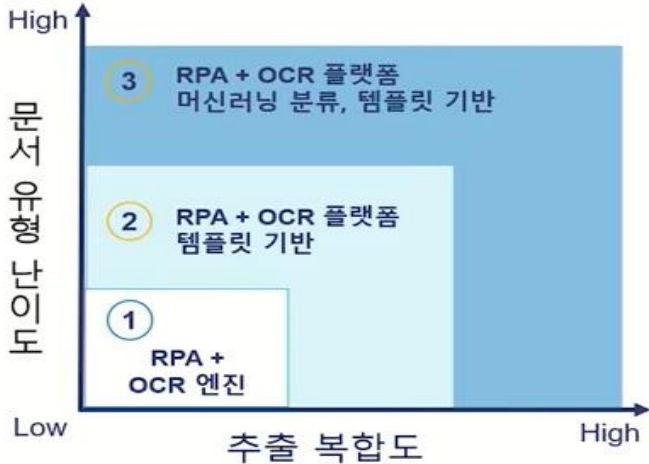 High
③ RPA + OCR 플랫폼
머신러닝 분류, 템플릿 기반
문서 유형 난이도
② RPA + OCR 플랫폼
템플릿 기반
①
RPA +
OCR 엔진
Low
추출 복합도
High